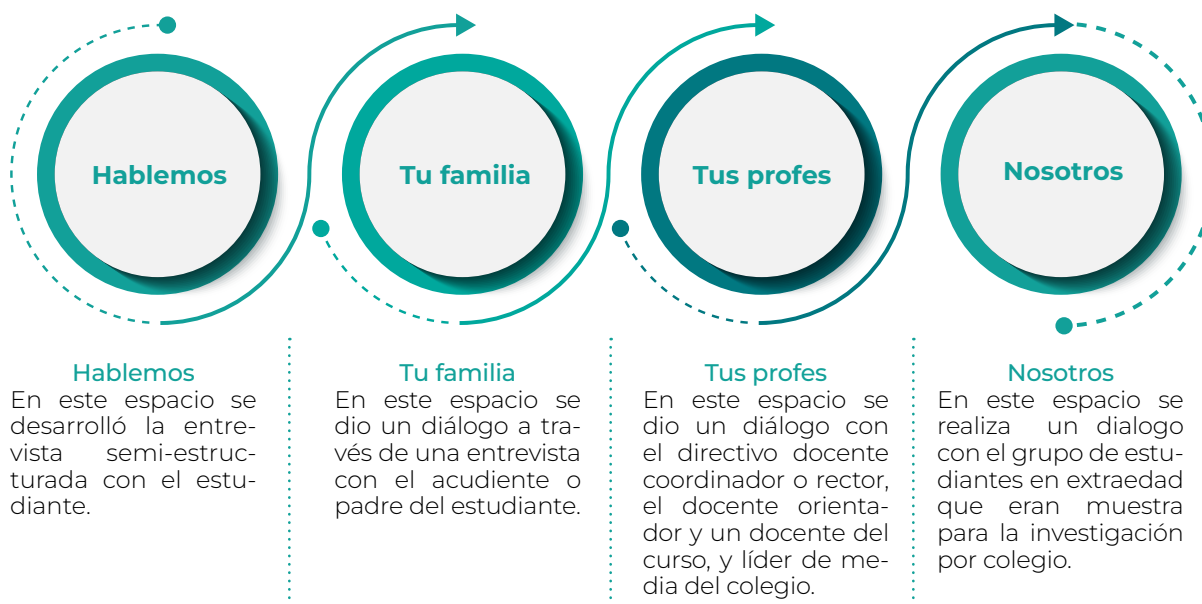 Hablemos
Tu familia
Tus profes
Nosotros
Hablemos
En este espacio se
desarrolló la entre-
vista semi-estruc-
turada con el estu-
diante.
Tu familia
En este espacio se
dio un diálogo a tra-
vés de una entrevista
con el acudiente o
padre del estudiante.
Tus profes
En este espacio se
dio un diálogo con
el directivo docente
coordinador o rector,
el docente orienta-
dor y un docente del
curso, y líder de me-
dia del colegio.
Nosotros
En este espacio se
realiza un dialogo
con el grupo de estu-
diantes en extraedad
que eran muestra
para la investigación
por colegio.